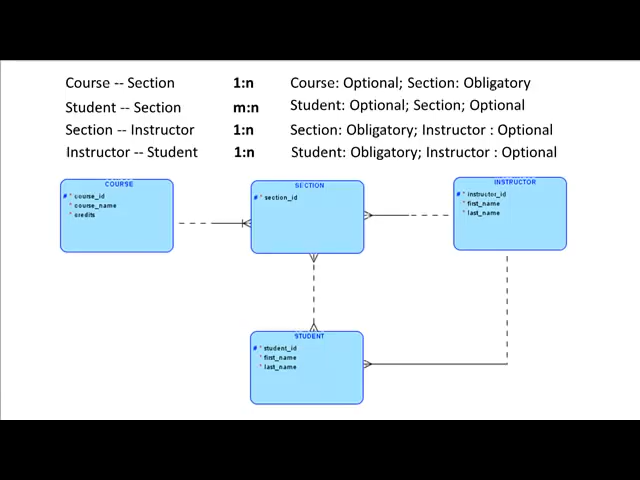 Course -- Section 1:n Course: Optional; Section: Obligatory
Student -- Section m:n Student: Optional; Section; Optional
Section -- Instructor 1:n Section: Obligatory; Instructor : Optional
Instructor -- Student 1:n Student: Obligatory; Instructor : Optional
COURSE
# * course_id
* course_name
* credits
SECTION
# * section_id
INSTRUCTOR
# * instructor_id
* first_name
* last_name
STUDENT
# * student_id
* first_name
* last_name